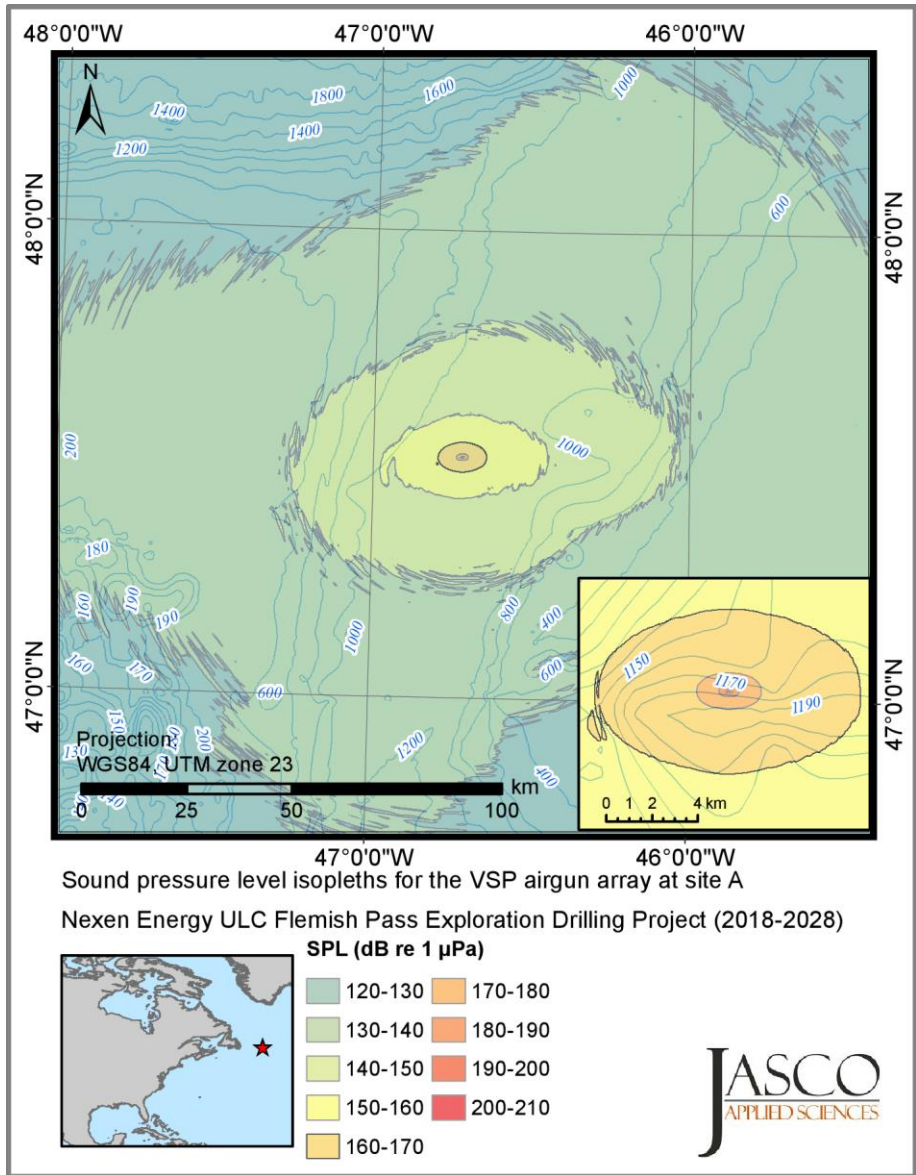 48°0'0"W 47°0'0"W 46°0'0"W
N
1400
1800
1600
1400
1200
1000
600
48°0'0"N
48°0'0"N
200
1000
180
160
190
190
160
170
1000
800
400
600
600
47°0'0"N
47°0'0"N
150
130
200
130
140
1200
400
Projection:
WGS84, UTM zone 23
km
0 25 50 100
1150
1170
1190
0 1 2 4 km
47°0'0"W 46°0'0"W
Sound pressure level isopleths for the VSP airgun array at site A
Nexen Energy ULC Flemish Pass Exploration Drilling Project (2018-2028)
SPL (dB re 1 µPa)
120-130 170-180
130-140 180-190
140-150 190-200
150-160 200-210
160-170
JASCO
APPLIED SCIENCES